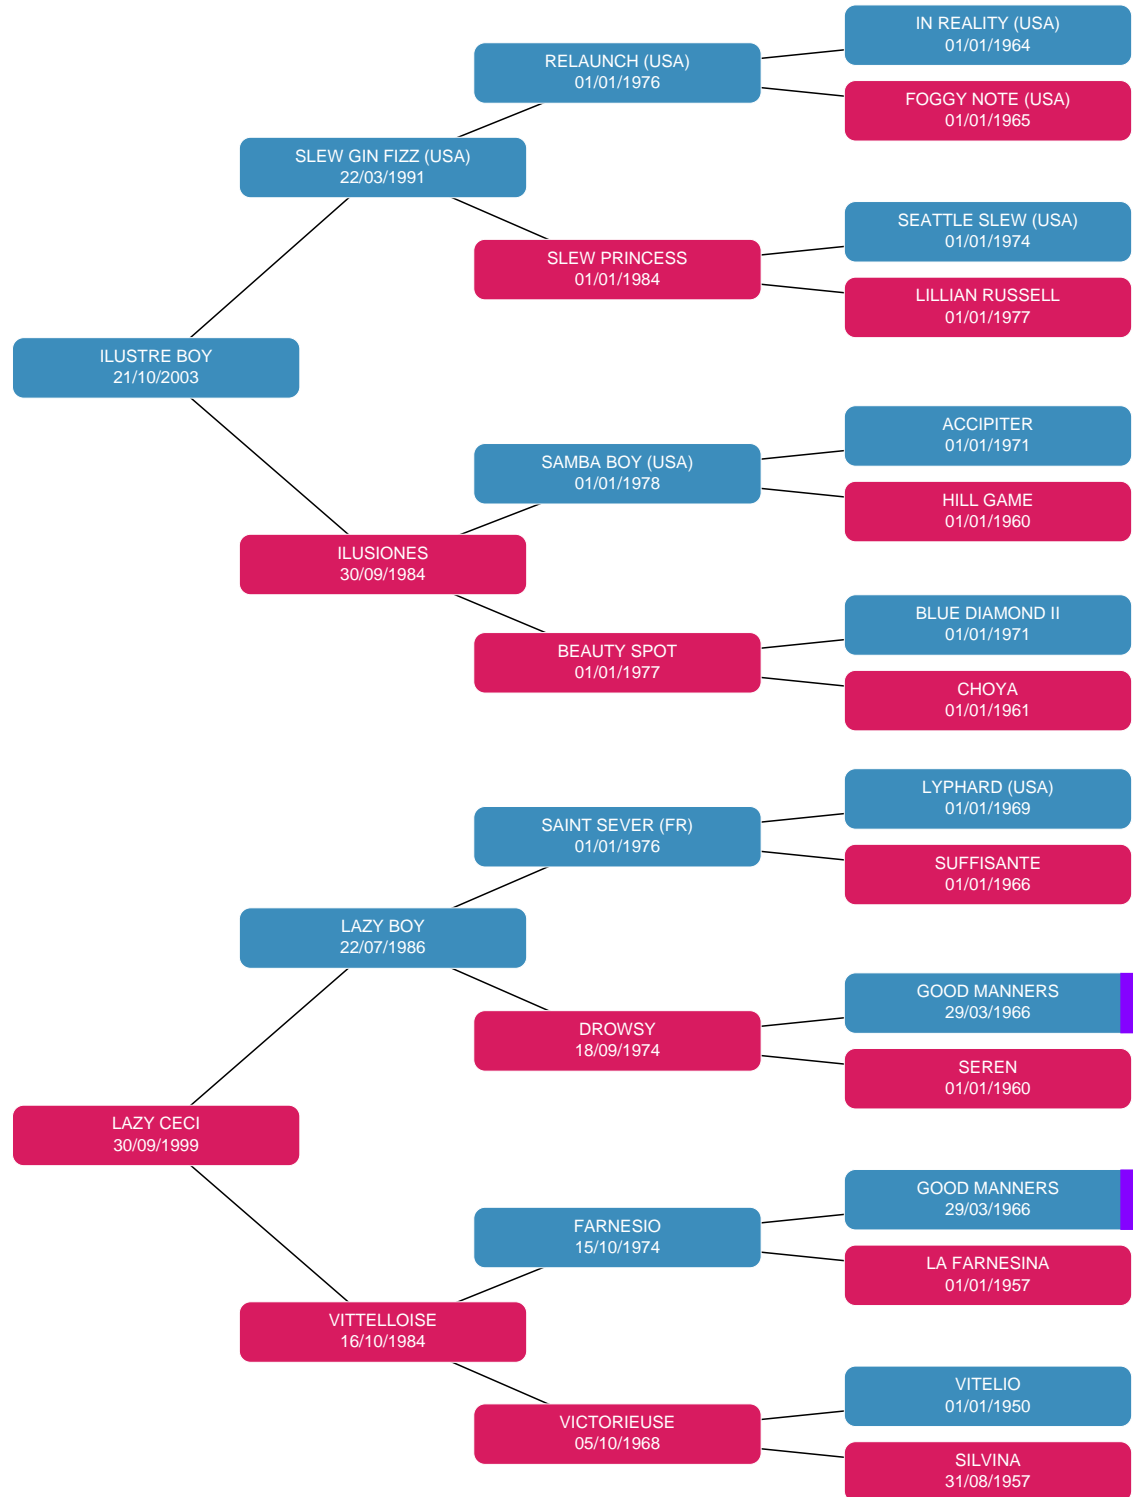 IN REALITY (USA)
01/01/1964
RELAUNCH (USA)
01/01/1976
FOGGY NOTE (USA)
01/01/1965
SLEW GIN FIZZ (USA)
22/03/1991
SEATTLE SLEW (USA)
01/01/1974
SLEW PRINCESS
01/01/1984
LILLIAN RUSSELL
01/01/1977
ILUSTRE BOY
21/10/2003
ACCIPITER
01/01/1971
SAMBA BOY (USA)
01/01/1978
HILL GAME
01/01/1960
ILUSIONES
30/09/1984
BLUE DIAMOND II
01/01/1971
BEAUTY SPOT
01/01/1977
CHOYA
01/01/1961
LYPHARD (USA)
01/01/1969
SAINT SEVER (FR)
01/01/1976
SUFFISANTE
01/01/1966
LAZY BOY
22/07/1986
GOOD MANNERS
29/03/1966
DROWSY
18/09/1974
SEREN
01/01/1960
LAZY CECI
30/09/1999
GOOD MANNERS
29/03/1966
FARNESIO
15/10/1974
LA FARNESINA
01/01/1957
VITTELLOISE
16/10/1984
VITELIO
01/01/1950
VICTORIEUSE
05/10/1968
SILVINA
31/08/1957